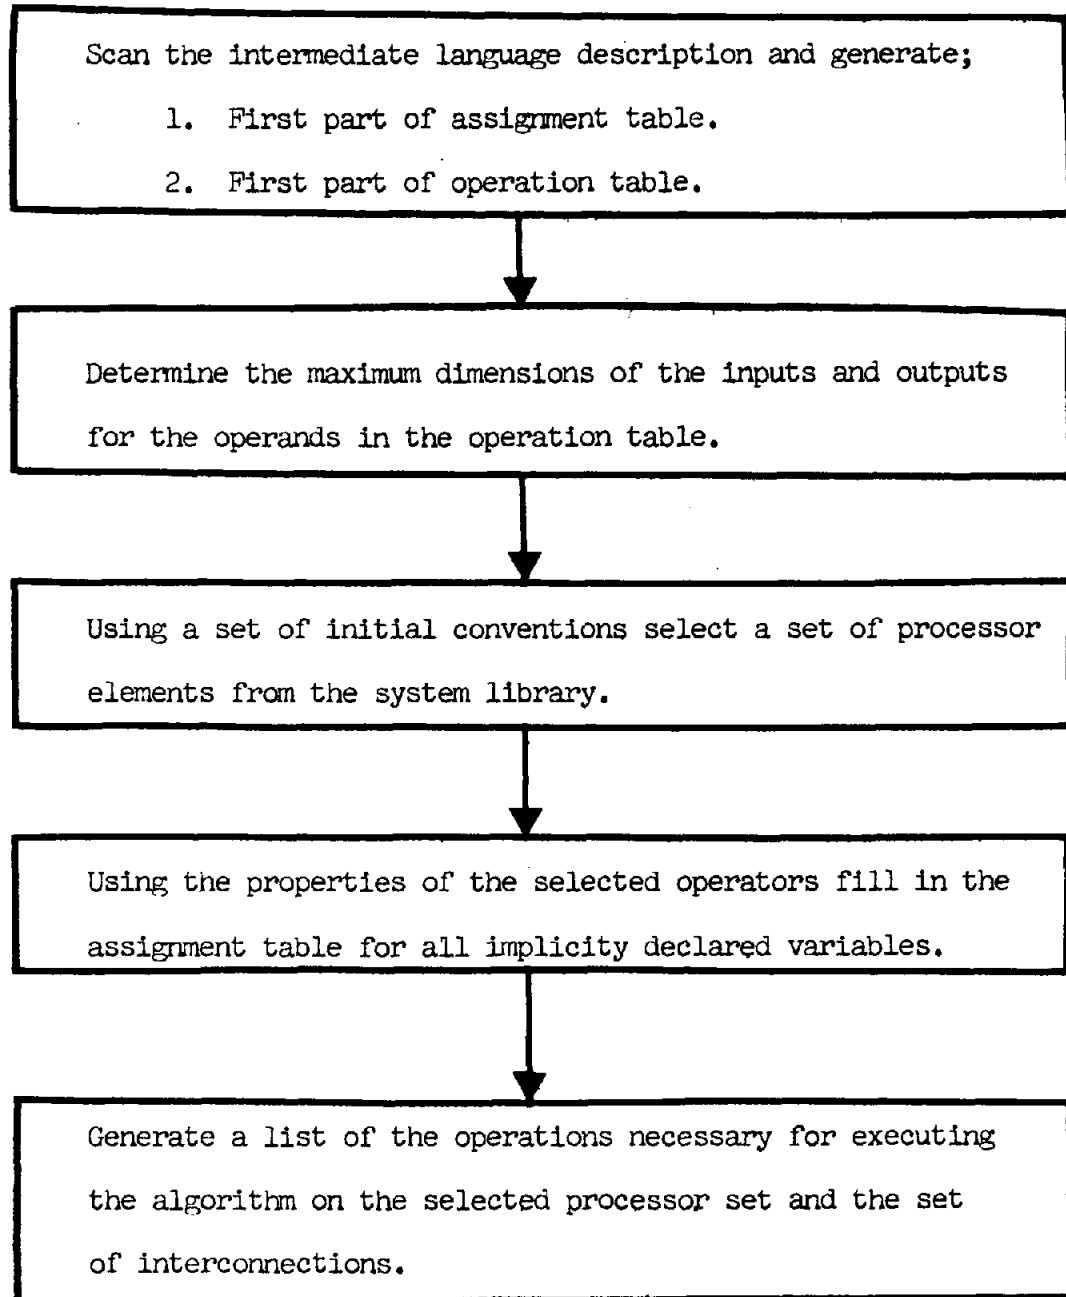 Scan the intermediate language description and generate;
1. First part of assignment table.
2. First part of operation table.
Determine the maximum dimensions of the inputs and outputs
for the operands in the operation table.
Using a set of initial conventions select a set of processor
elements from the system library.
Using the properties of the selected operators fill in the
assignment table for all implicity declared variables.
Generate a list of the operations necessary for executing
the algorithm on the selected processor set and the set
of interconnections.